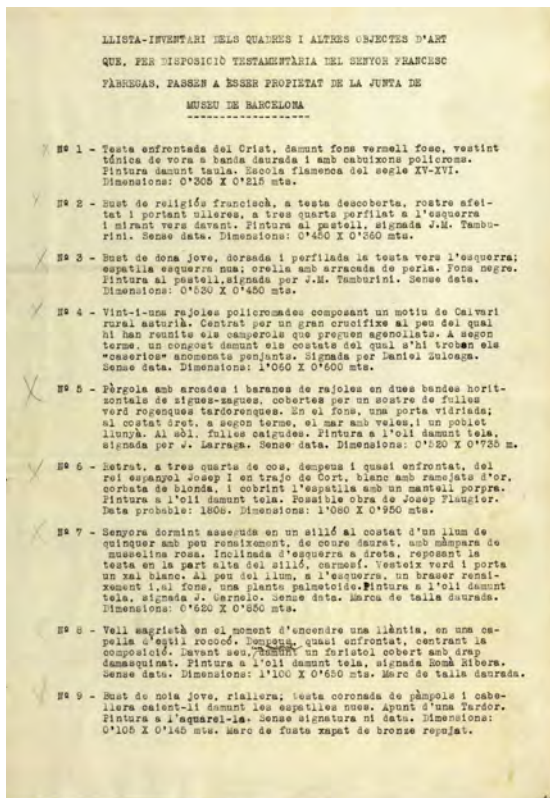 LLISTA-INVENTARI DELS QUADRES I ALTRES OBJECTES D'ART
QUE, PER DISPOSICIÒ TESTAMENTÀRIA DEL SENYOR FRANCESC
FÀBREGAS, PASSEN A ÈSSER PROPIETAT DE LA JUNTA DE
MUSEU DE BARCELONA
Nº 1 - Testa enfrontada del Crist, damunt fons vermell fosc, vestint
túnica de vora a banda daurada i amb cabuixons policroms.
Pintura damunt taula. Escola flamenca del segle XV-XVI.
Dimensions: 0'305 X 0'215 mts.
Nº 2 - Bust de religiós franciscà, a testa descoberta, rostre afei-
tat i portant ulleres, a tres quarts perfilat a l'esquerra
i mirant vers davant. Pintura al pastell, signada J.M. Tambu-
rini. Sense data. Dimensions: 0'450 X 0'360 mts.
Nº 3 - Bust de dona jove, dorsada i perfilada la testa vers l'esquerra;
espatlla esquerra nua; orella amb arracada de perla. Fons negre.
Pintura al pastell,signada per J.M. Tamburini. Sense data.
Dimensions: 0'530 X 0'450 mts.
Nº 4 - Vint-i-una rajoles policromades composant un motiu de Calvari
rural asturià. Centrat per un gran crucifixe al peu del qual
hi han reunits els camperols que preguen agenollats. A segon
terme, un congost damunt els costats del qual s'hi troben els
"caserios" anomenats penjants. Signada per Daniel Zuloaga.
Sense data. Dimensions: 1'060 X 0'600 mts.
Nº 5 - Pèrgola amb arcades i baranes de rajoles en dues bandes horit-
zontals de zigues-zagues, cobertes per un sostre de fulles
verd rogenques tardorenques. En el fons, una porta vidriada;
al costat dret, a segon terme, el mar amb veles,i un poblet
llunyà. Al sòl, fulles caigudes. Pintura a l'oli damunt tela,
signada per J. Larraga. Sense data. Dimensions: 0'520 X 0'735 m.
Nº 6 - Retrat, a tres quarts de cos, dempeus i quasi enfrontat, del
rei espanyol Josep I en trajo de Cort, blanc amb ramejats d'or,
corbata de blonda, i cobrint l'espatlla amb un mantell porpra.
Pintura a l'oli damunt tela. Possible obra de Josep Flaugier.
Data probable: 1808. Dimensions: 1'080 X 0'950 mts.
Nº 7 - Senyora dormint asseguda en un silló al costat d'un llum de
quinquer amb peu renaixement, de coure daurat, amb màmpara de
musselina rosa. Inclinada d'esquerra a dreta, reposant la
testa en la part alta del silló, carmesí. Vesteix verd i porta
un xal blanc. Al peu del llum, a l'esquerra, un braser renai-
xement i,al fons, una planta palmetoide.Pintura a l'oli damunt
tela, signada J. Garnelo. Sense data. Marca de talla daurada.
Dimensions: 0'620 X 0'850 mts.
Nº 8 - Vell sagristà en el moment d'encendre una llàntia, en una ca-
pella d'estil rococó. Dempeus, quasi enfrontat, centrant la
composició. Davant seu, damunt un faristol cobert amb drap
damasquinat. Pintura a l'oli damunt tela, signada Romà Ribera.
Sense data. Dimensions: 1'100 X 0'650 mts. Marc de talla daurada.
Nº 9 - Bust de noia jove, riallera; testa coronada de pàmpols i cabe-
llera caient-li damunt les espatlles nues. Apunt d'una Tardor.
Pintura a l'aquarel-la. Sense signatura ni data. Dimensions:
0'105 X 0'145 mts. Marc de fusta xapat de bronze repujat.